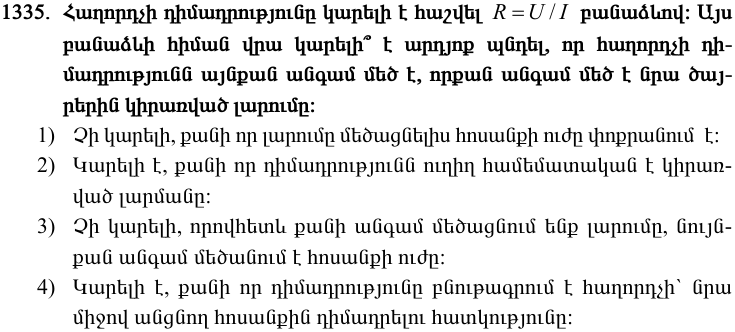 1335. Հաղորդչի դիմադրությունը կարելի է հաշվել R = U / I բանաձևով: Այս
բանաձևի հիման վրա կարելի՞ է արդյոք պնդել, որ հաղորդչի դի-
մադրությունն այնքան անգամ մեծ է, որքան անգամ մեծ է նրա ծայ-
րերին կիրառված լարումը:
1) Չի կարելի, քանի որ լարումը մեծացնելիս հոսանքի ուժը փոքրանում է:
2) Կարելի է, քանի որ դիմադրությունն ուղիղ համեմատական է կիրառ-
ված լարմանը:
3) Չի կարելի, որովհետև քանի անգամ մեծացնում ենք լարումը, նույն-
քան անգամ մեծանում է հոսանքի ուժը:
4) Կարելի է, քանի որ դիմադրությունը բնութագրում է հաղորդչի՝ նրա
միջով անցնող հոսանքին դիմադրելու հատկությունը: